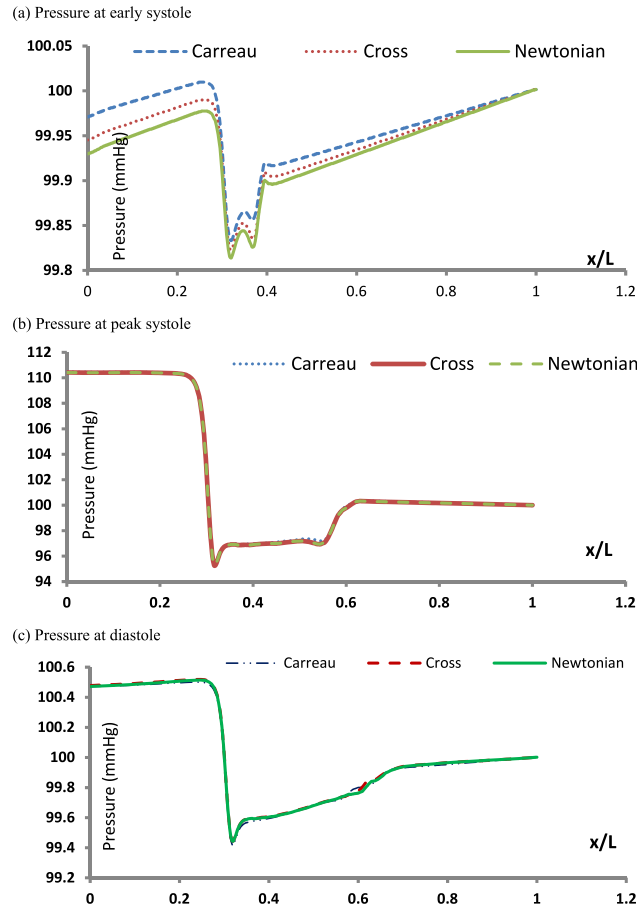 (a) Pressure at early systole
Carreau Cross Newtonian
100.05
100
99.95
99.9
99.85
99.8
Pressure (mmHg)
x/L
0 0.2 0.4 0.6 0.8 1 1.2
(b) Pressure at peak systole
Carreau Cross Newtonian
112
110
108
106
104
102
100
98
96
94
Pressure (mmHg)
x/L
0 0.2 0.4 0.6 0.8 1 1.2
(c) Pressure at diastole
Carreau Cross Newtonian
100.6
100.4
100.2
100
99.8
99.6
99.4
99.2
Pressure (mmHg)
x/L
0 0.2 0.4 0.6 0.8 1 1.2